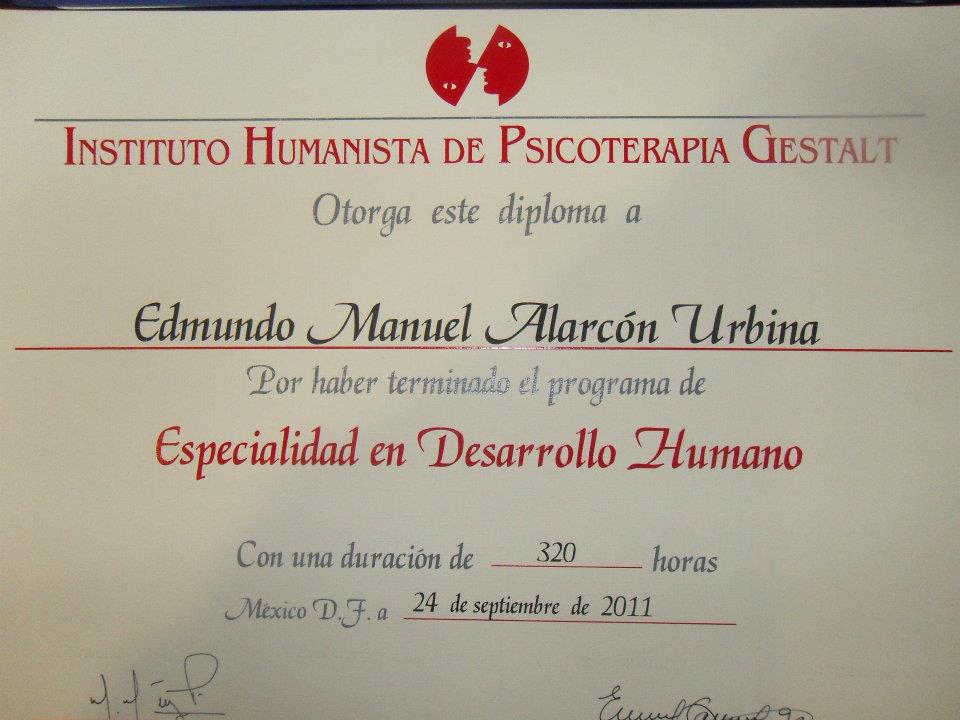 INSTITUTO HUMANISTA DE PSICOTERAPIA GESTALT
Otorga este diploma a
Edmundo Manuel Alarcón Urbina
Por haber terminado el programa de
Especialidad en Desarrollo Humano
Con una duración de 320 horas
México D.F. a 24 de septiembre de 2011